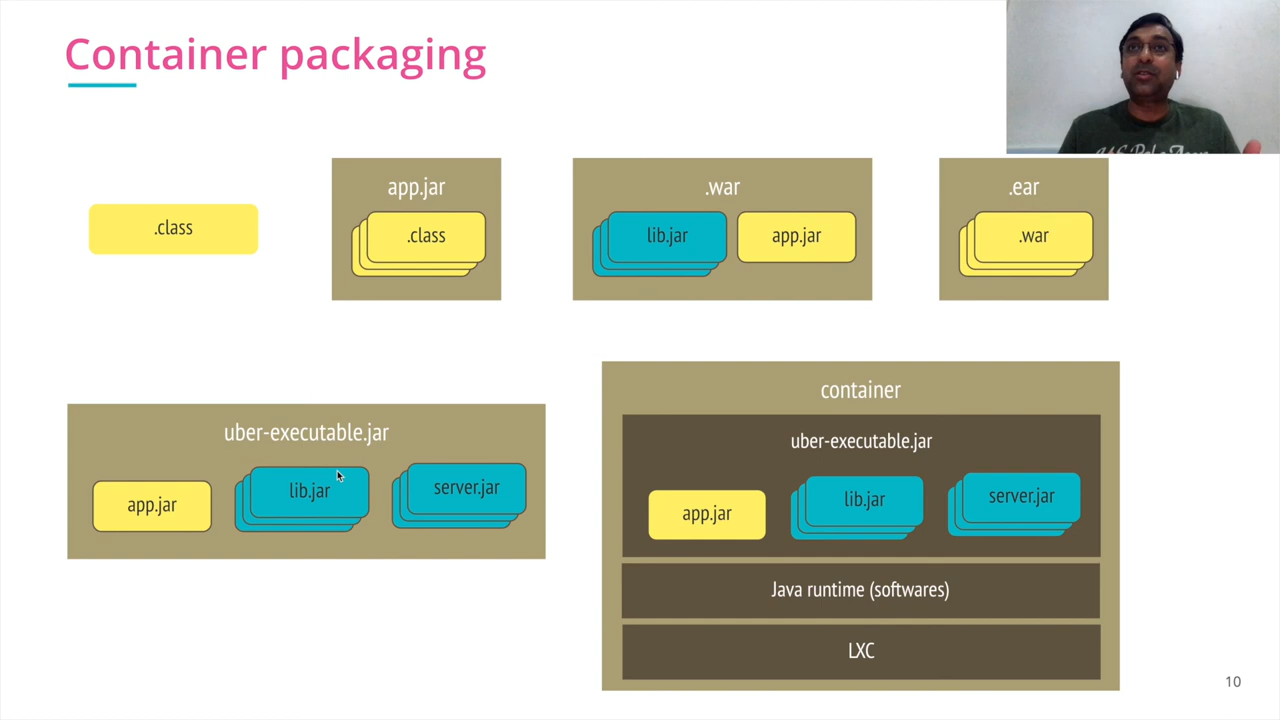 Container packaging
.class
app.jar
.class
.war
lib.jar
app.jar
.ear
.war
uber-executable.jar
app.jar
lib.jar
server.jar
container
uber-executable.jar
app.jar
lib.jar
server.jar
Java runtime (softwares)
LXC
10